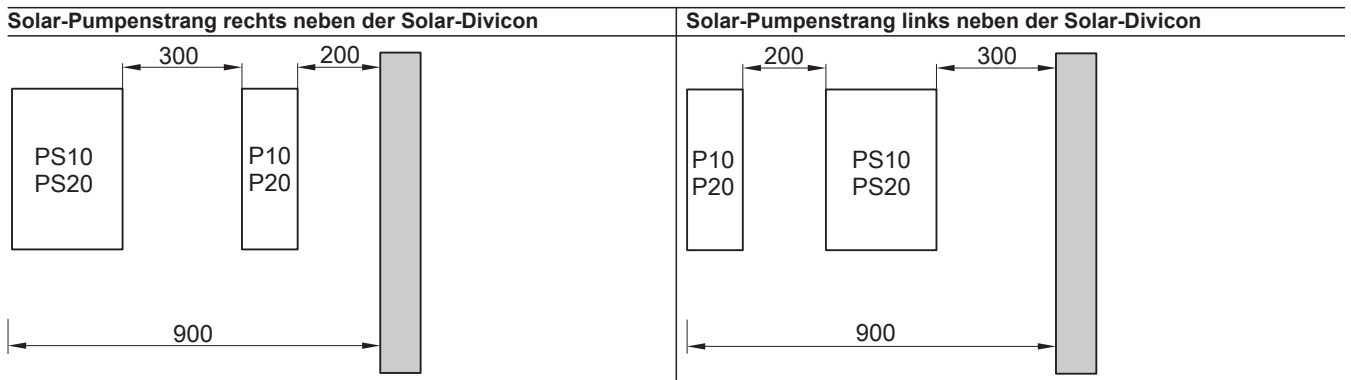 Solar-Pumpenstrang rechts neben der Solar-Divicon
300
200
PS10
PS20
P10
P20
900
Solar-Pumpenstrang links neben der Solar-Divicon
200
300
P10
P20
PS10
PS20
900